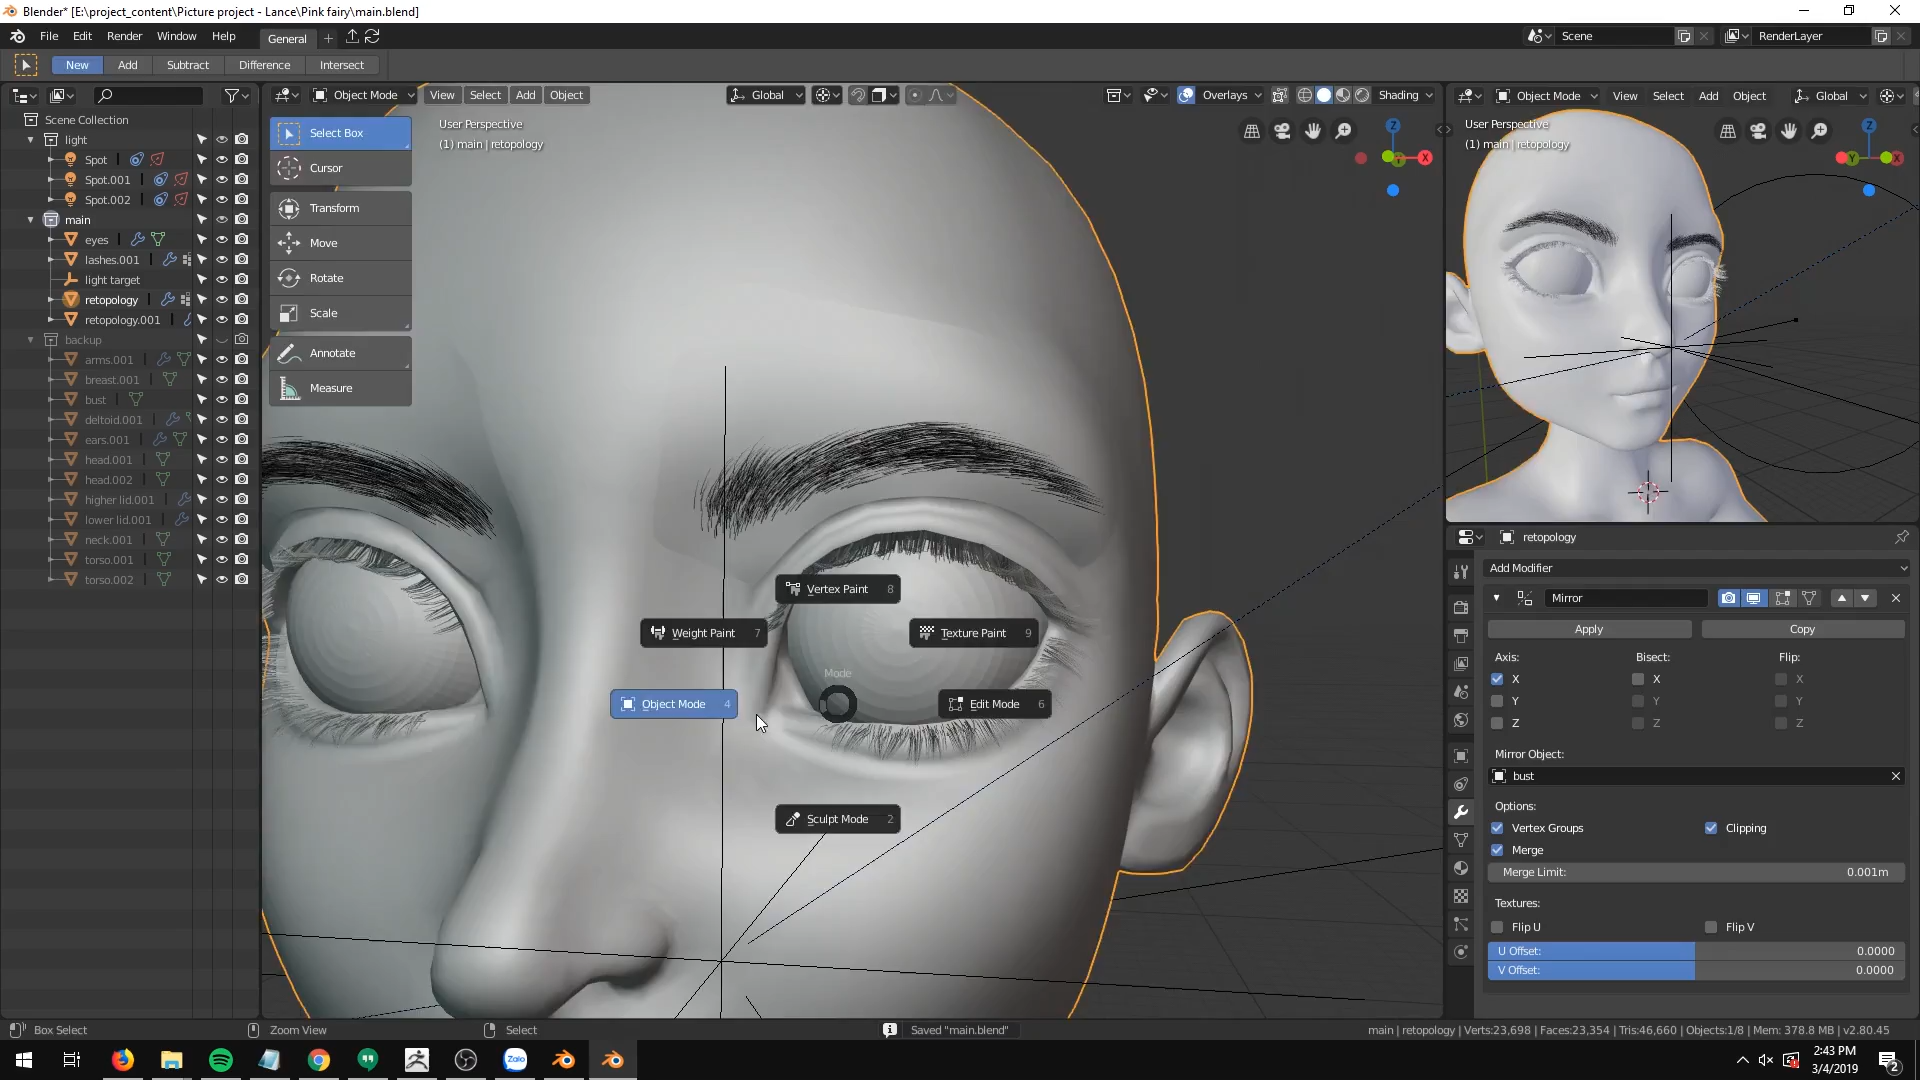 Blender* [E:\project_content\Picture project - Lance\Pink fairy\main.blend]
File Edit Render Window Help General Scene RenderLayer
New Add Subtract Difference Intersect
Object Mode View Select Add Object Global Overlays Shading
Object Mode View Select Add Object Global
Scene Collection
light
Spot
Spot.001
Spot.002
main
eyes
lashes.001
light target
retopology
retopology.001
backup
arms.001
breast.001
bust
deltoid.001
ears.001
head.001
head.002
higher lid.001
lower lid.001
neck.001
torso.001
torso.002
Select Box
Cursor
Transform
Move
Rotate
Scale
Annotate
Measure
User Perspective
(1) main | retopology
Z
Y
X
User Perspective
(1) main | retopology
Z
Y
X
Vertex Paint 8
Weight Paint 7
Texture Paint 9
Mode
Object Mode 4
Edit Mode 6
Sculpt Mode 2
retopology
Add Modifier
Mirror
Apply Copy
Axis: Bisect: Flip:
X X X
Y Y Y
Z Z Z
Mirror Object:
bust
Options:
Vertex Groups Clipping
Merge
Merge Limit: 0.001m
Textures:
Flip U Flip V
U Offset: 0.0000
V Offset: 0.0000
Box Select Zoom View Select Saved "main.blend" main | retopology | Verts:23,698 | Faces:23,354 | Tris:46,660 | Objects:1/8 | Mem: 378.8 MB | v2.80.45
Zalo
2:43 PM
3/4/2019
2